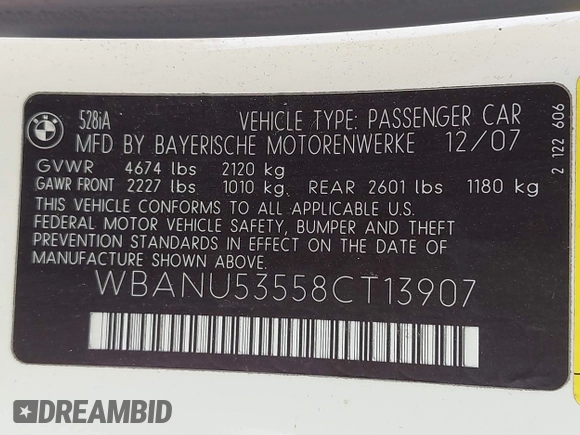 BMW
528iA VEHICLE TYPE: PASSENGER CAR
MFD BY BAYERISCHE MOTORENWERKE 12/07
GVWR 4674 lbs 2120 kg
GAWR FRONT 2227 lbs 1010 kg, REAR 2601 lbs 1180 kg
THIS VEHICLE CONFORMS TO ALL APPLICABLE U.S.
FEDERAL MOTOR VEHICLE SAFETY, BUMPER AND THEFT
PREVENTION STANDARDS IN EFFECT ON THE DATE OF
MANUFACTURE SHOWN ABOVE.
WBANU53558CT13907
2 122 606
DREAMBID